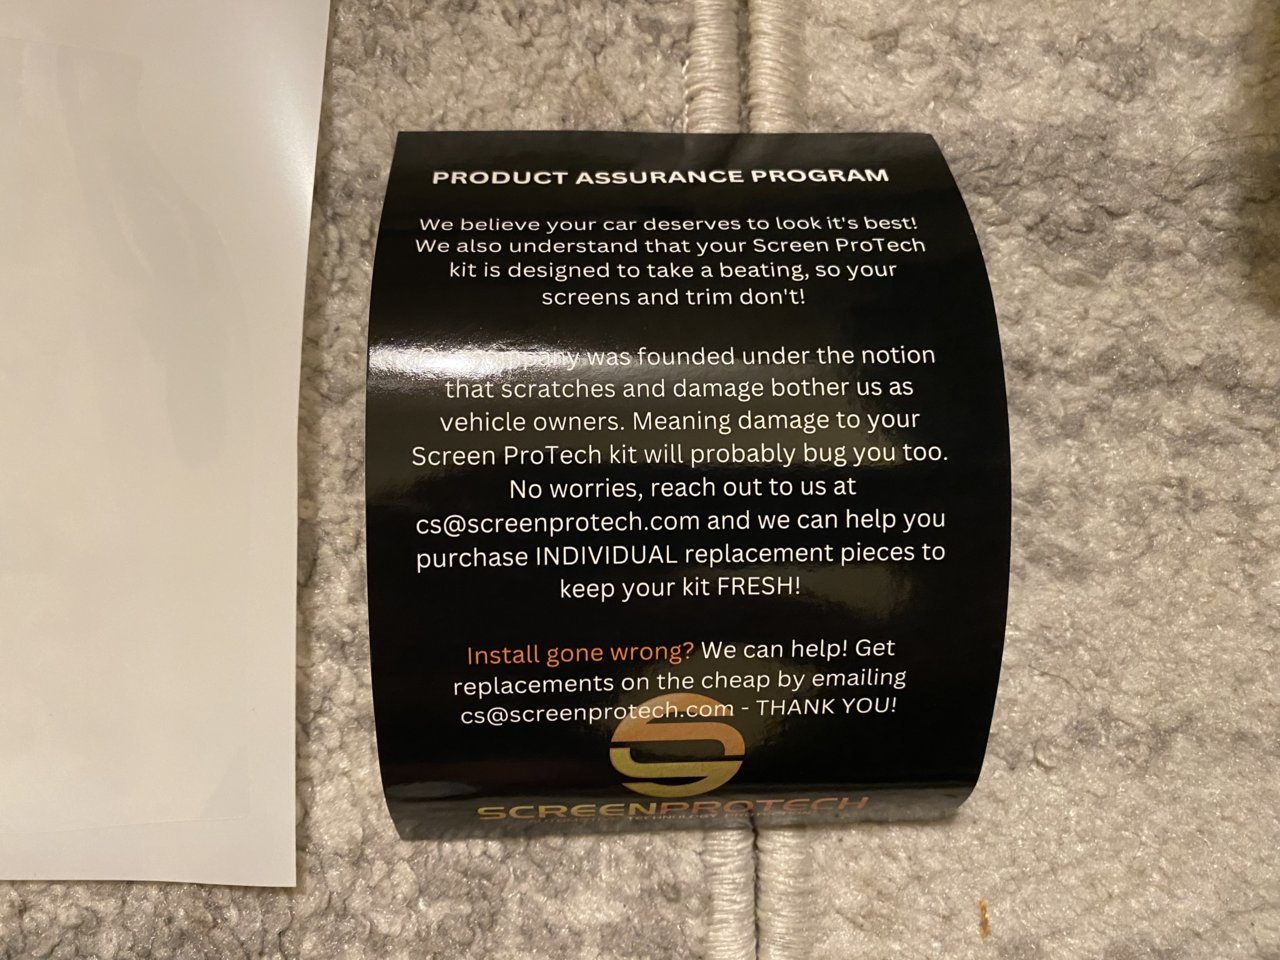 PRODUCT ASSURANCE PROGRAM
We believe your car deserves to look it's best!
We also understand that your Screen ProTech
kit is designed to take a beating, so your
screens and trim don't!
company was founded under the notion
that scratches and damage bother us as
vehicle owners. Meaning damage to your
Screen ProTech kit will probably bug you too.
No worries, reach out to us at
cs@screenprotech.com and we can help you
purchase INDIVIDUAL replacement pieces to
keep your kit FRESH!
Install gone wrong? We can help! Get
replacements on the cheap by emailing
cs@screenprotech.com - THANK YOU!
SCREENPROTECH